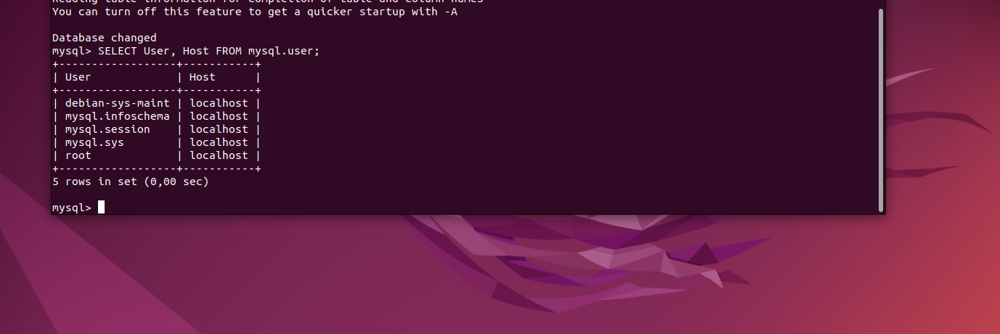 Reading table information for completion of table and column names
You can turn off this feature to get a quicker startup with -A
Database changed
mysql> SELECT User, Host FROM mysql.user;
+------------------+-----------+
| User             | Host      |
+------------------+-----------+
| debian-sys-maint | localhost |
| mysql.infoschema | localhost |
| mysql.session    | localhost |
| mysql.sys        | localhost |
| root             | localhost |
+------------------+-----------+
5 rows in set (0,00 sec)
mysql>